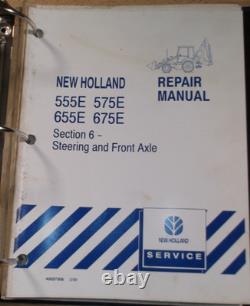 NEW HOLLAND
REPAIR
MANUAL
555E 575E
655E 675E
Section 6 -
Steering and Front Axle
NEW HOLLAND
SERVICE